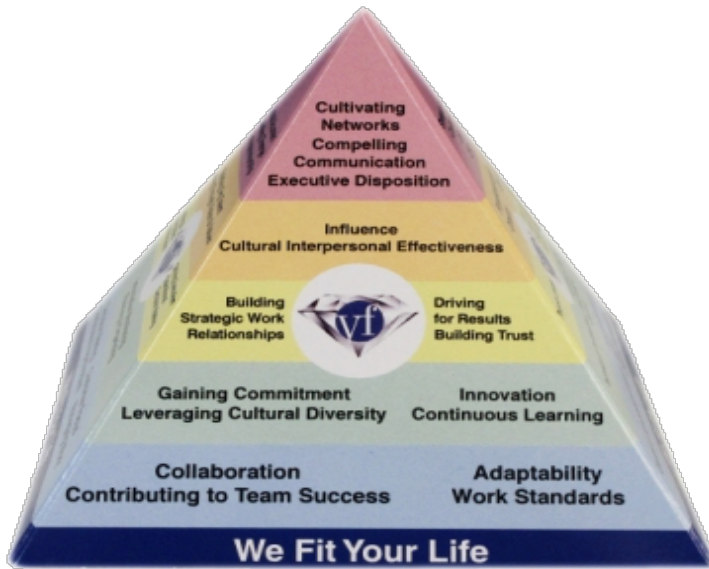 Cultivating
Networks
Compelling
Communication
Executive Disposition
Influence
Cultural Interpersonal Effectiveness
Building
Strategic Work
Relationships
vf
Driving
for Results
Building Trust
Gaining Commitment
Leveraging Cultural Diversity
Innovation
Continuous Learning
Collaboration
Contributing to Team Success
Adaptability
Work Standards
We Fit Your Life